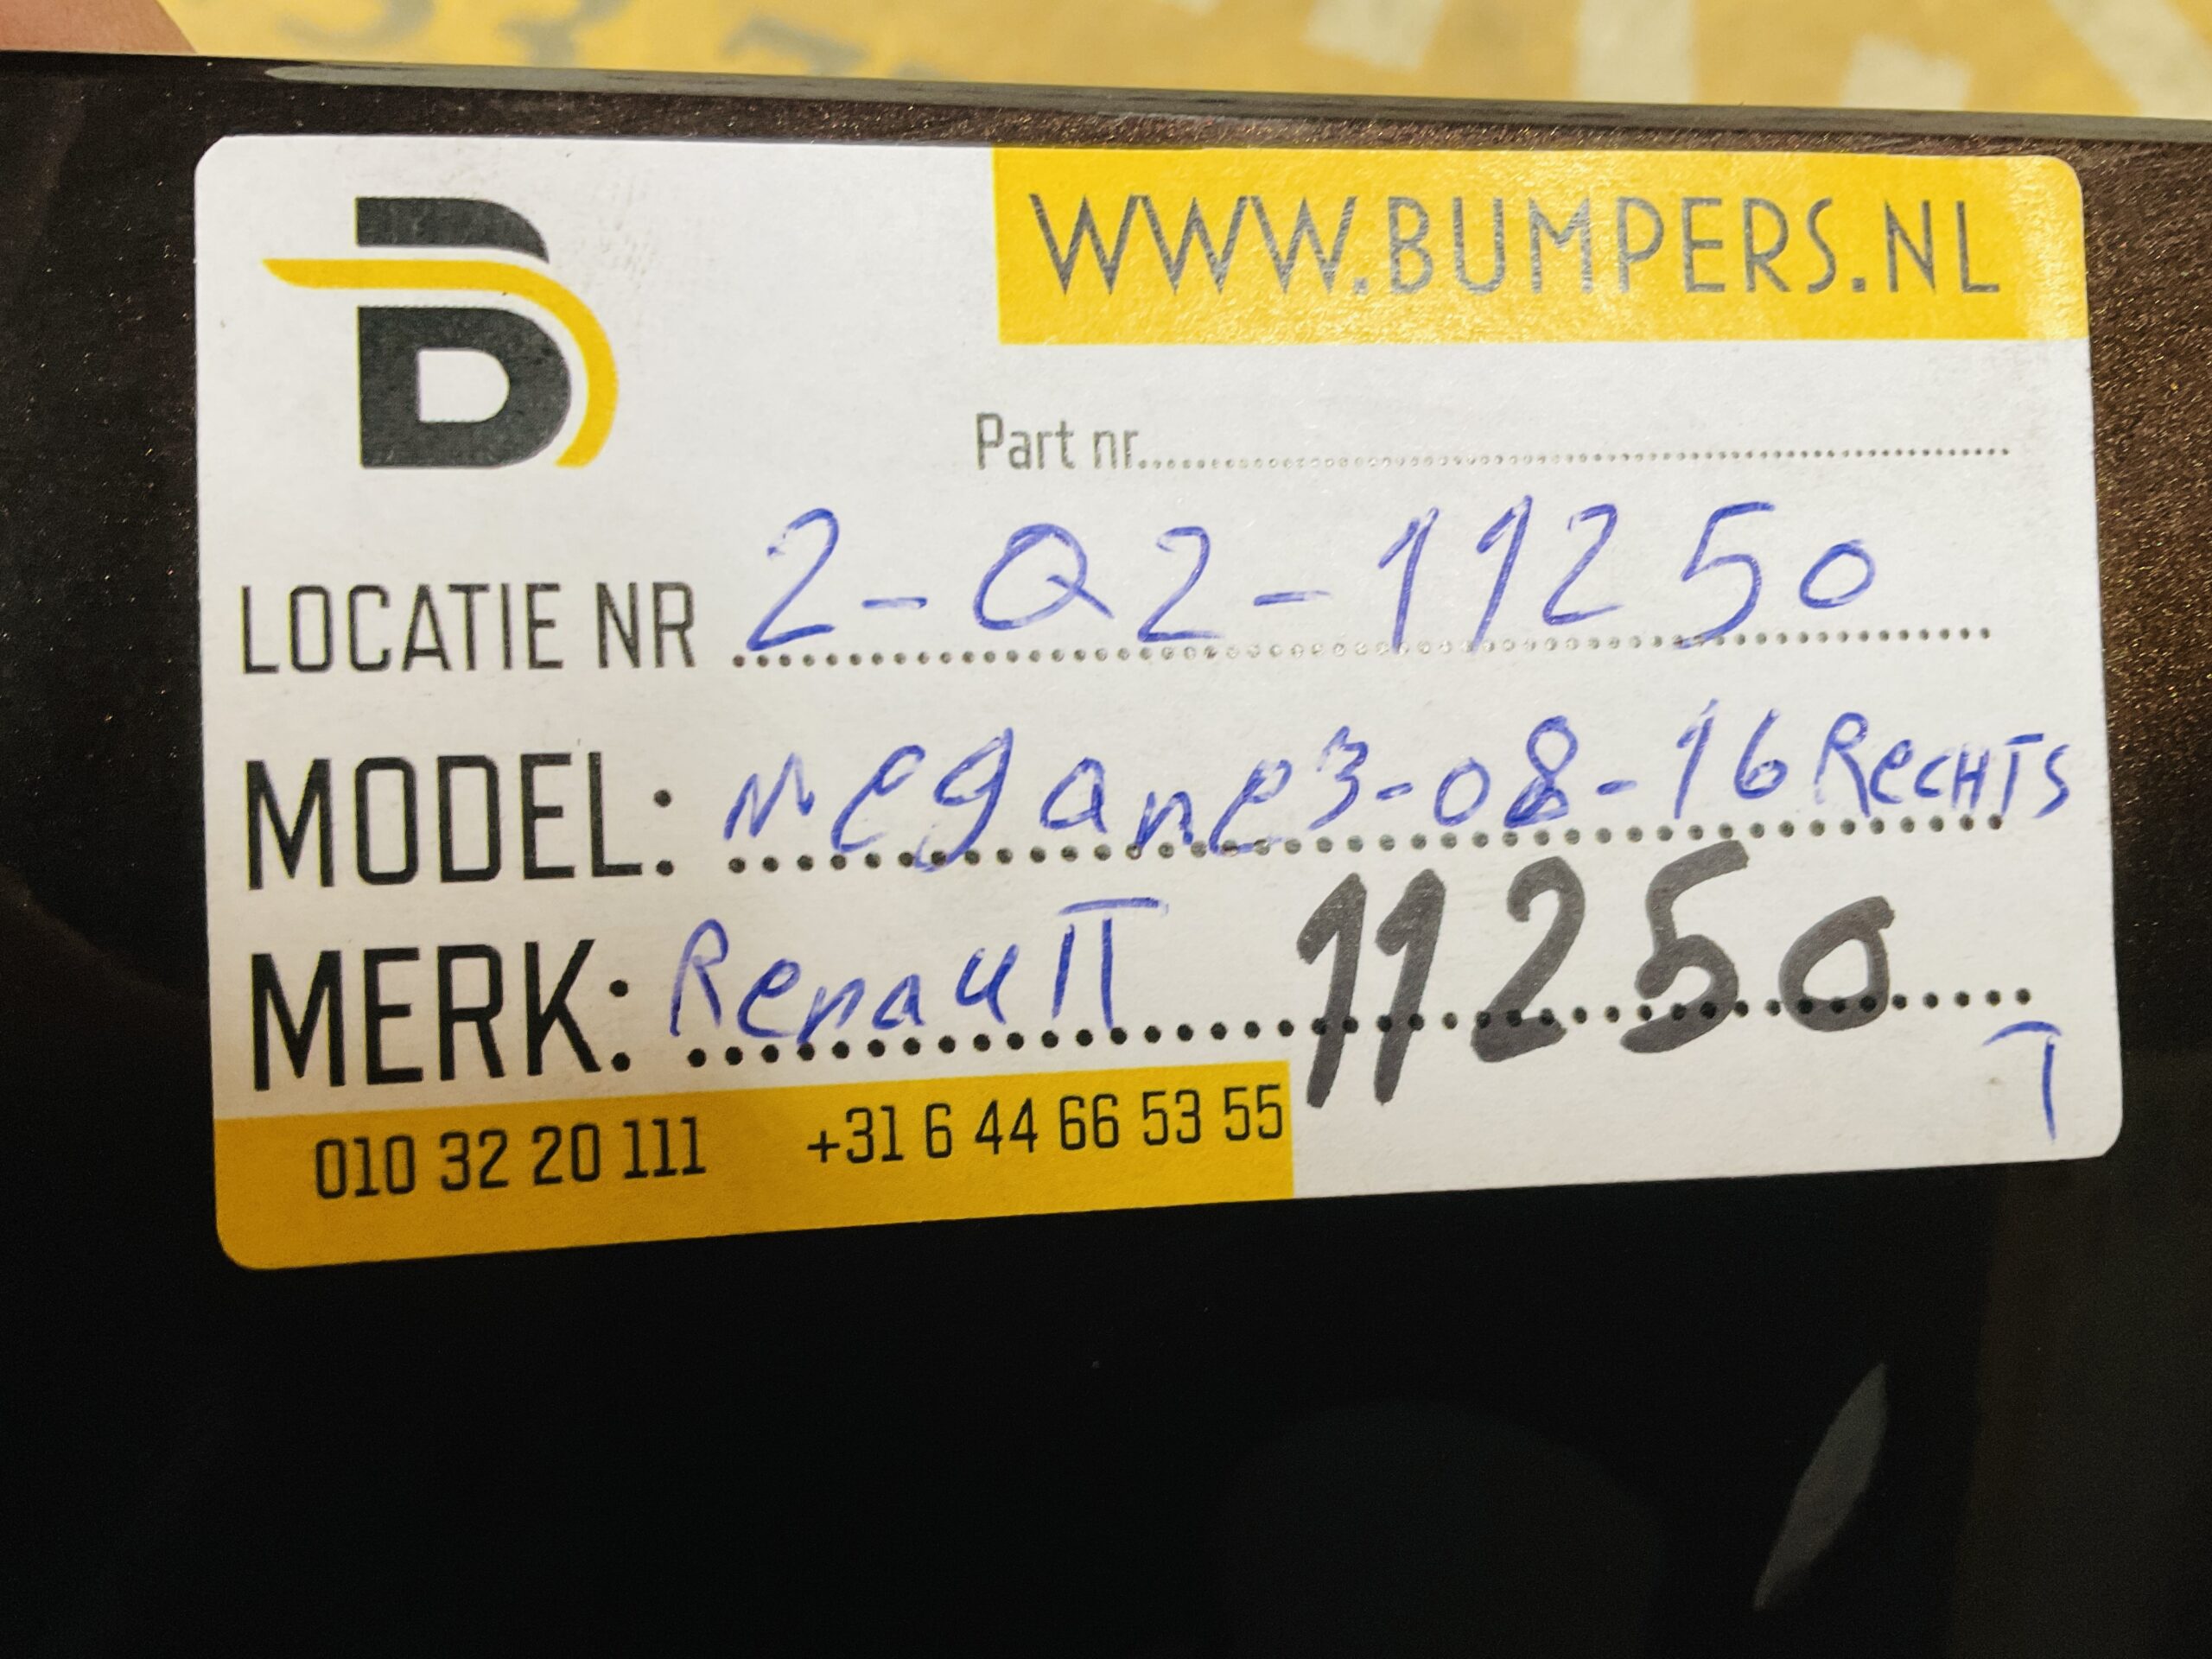 B
WWW.BUMPERS.NL
Part nr.
LOCATIE NR 2-Q2-11250
MODEL: Megane3-08-16 RecHTS
MERK: Renault 11250
T
010 32 20 111 +31 6 44 66 53 55